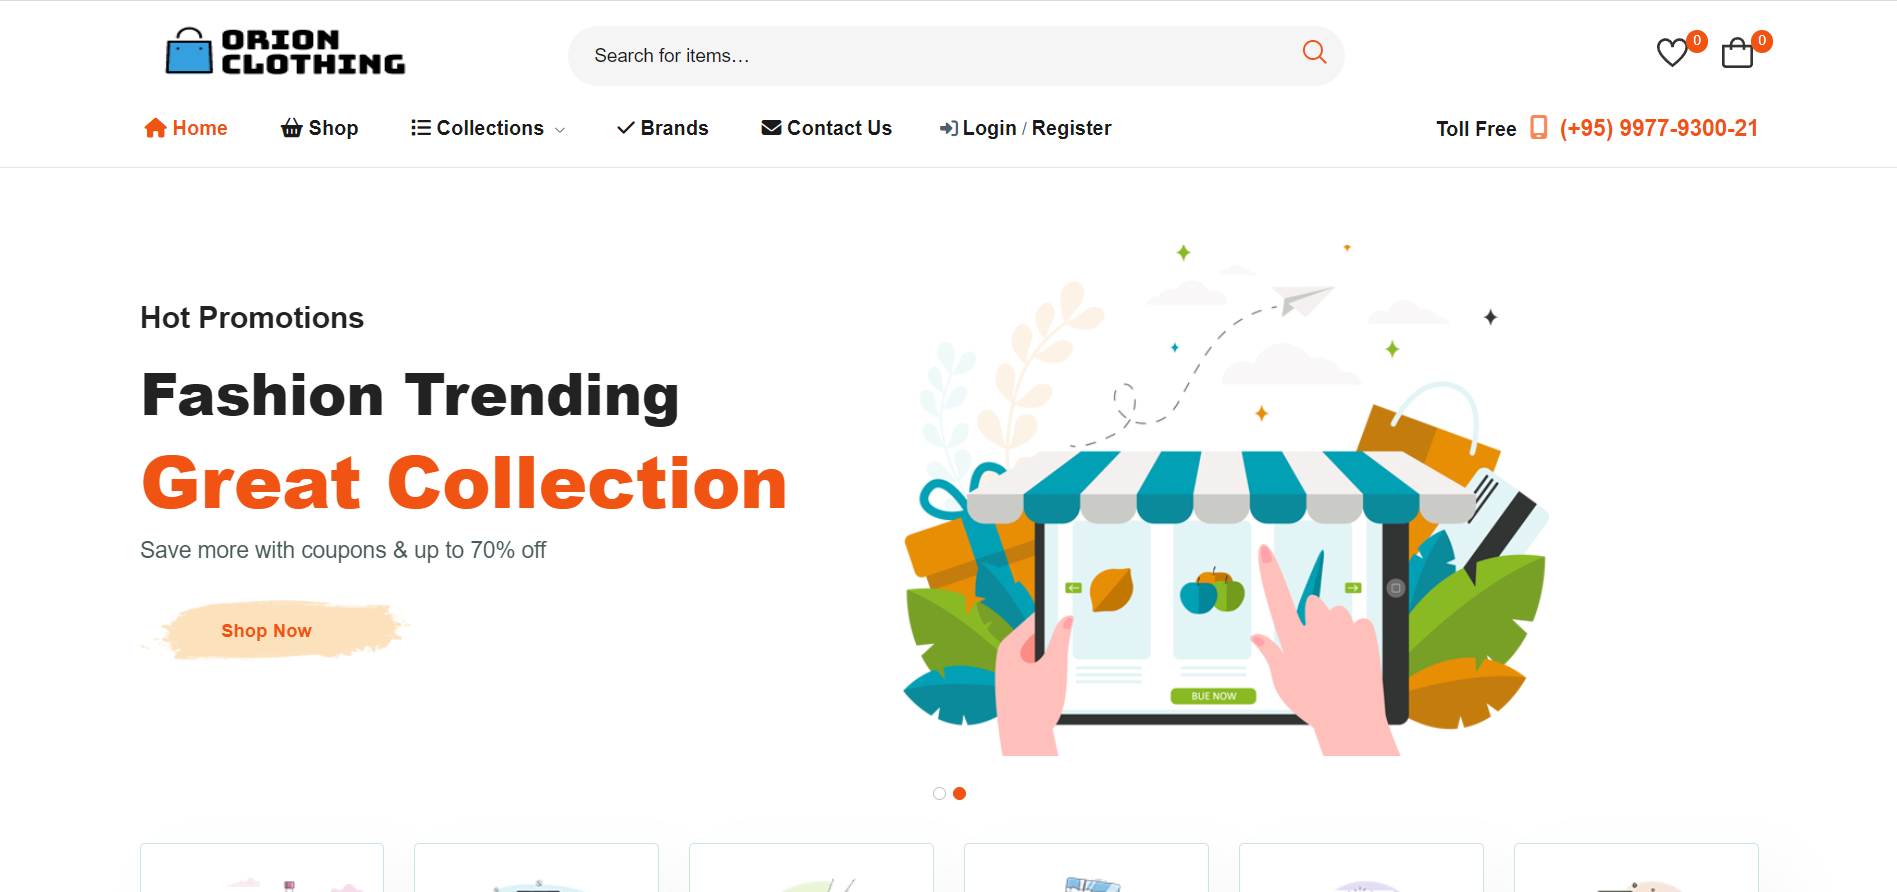 ORION
CLOTHING
Search for items…
0
0
Home
Shop
Collections
Brands
Contact Us
Login / Register
Toll Free (+95) 9977-9300-21
Hot Promotions
Fashion Trending
Great Collection
Save more with coupons & up to 70% off
Shop Now
BUE NOW